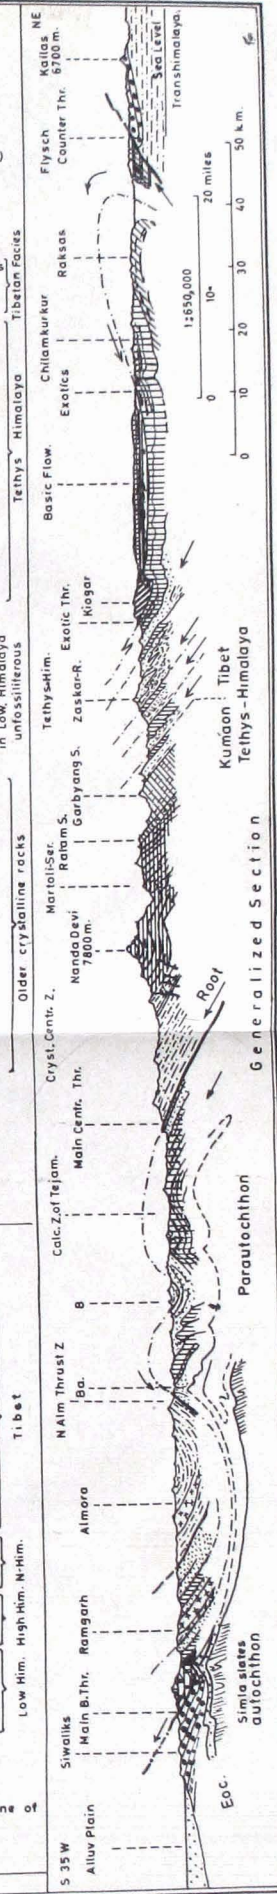 Low Him. High Him. N-Him.
Tibet
Older crystalline rocks
in Low. Himalaya
unfossiliferous
Tethys Himalaya
Tibetan Facies
S 35 W
Alluv Plain
Siwaliks
Main B. Thr.
Ramgarh
Almora
N Alm Thrust Z
Ba.
B
Calc. Z. of Tejam.
Main Centr. Thr.
Cryst. Centr. Z.
Nanda Devi
7800 m.
Martoli-Ser.
Ralam S.
Garbyang S.
Tethys-Him.
Zaskar-R.
Exotic Thr.
Kiogar
Basic Flow.
Exotics
Chilamkurkur
Raksas
Flysch
Counter Thr.
Kailas
6700 m.
NE
Sea Level
Transhimalaya.
Eoc.
Simla slates
autochthon
Parautochthon
Root
Kumaon Tibet
Tethys-Himalaya
1:650,000
0 10 20 miles
0 10 20 30 40 50 km.
Generalized Section